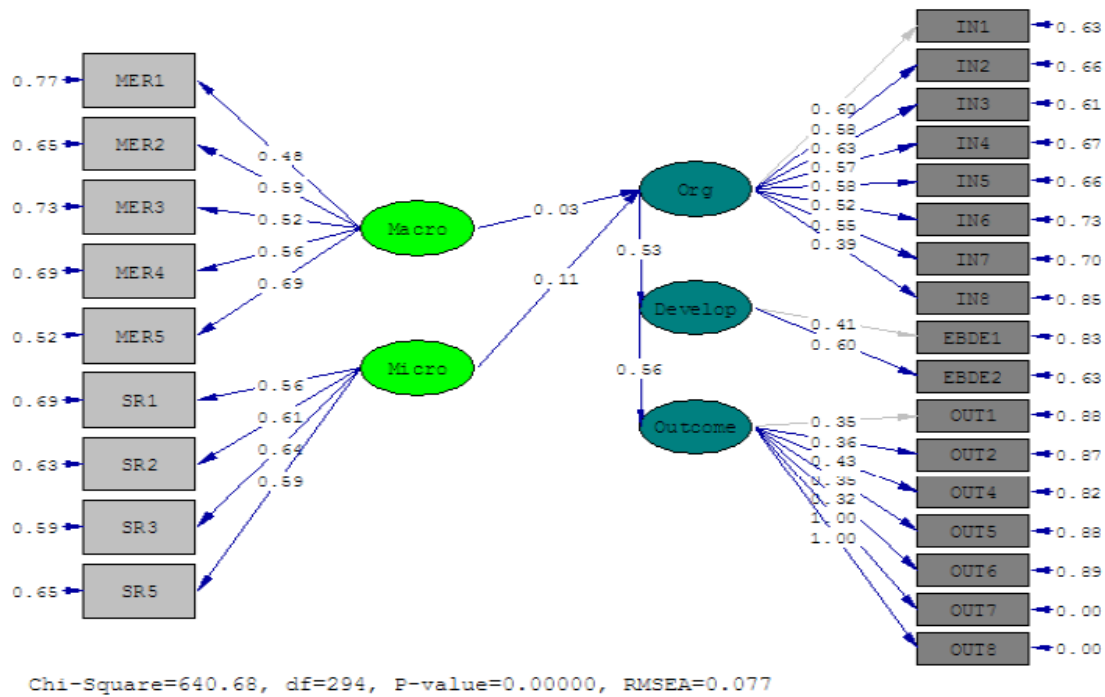 0.77 MER1
0.65 MER2
0.73 MER3
0.69 MER4
0.52 MER5
0.69 SR1
0.63 SR2
0.59 SR3
0.65 SR5
0.48
0.59
0.52
0.56
0.69
0.56
0.61
0.64
0.59
Macro
Micro
0.03
0.11
Org
0.53
Develop
0.56
Outcome
0.60
0.58
0.63
0.57
0.58
0.52
0.55
0.39
0.41
0.60
0.35
0.36
0.43
0.35
0.32
1.00
1.00
IN1 0.63
IN2 0.66
IN3 0.61
IN4 0.67
IN5 0.66
IN6 0.73
IN7 0.70
IN8 0.85
EBDE1 0.83
EBDE2 0.63
OUT1 0.88
OUT2 0.87
OUT4 0.82
OUT5 0.88
OUT6 0.89
OUT7 0.00
OUT8 0.00
Chi-Square=640.68, df=294, P-value=0.00000, RMSEA=0.077